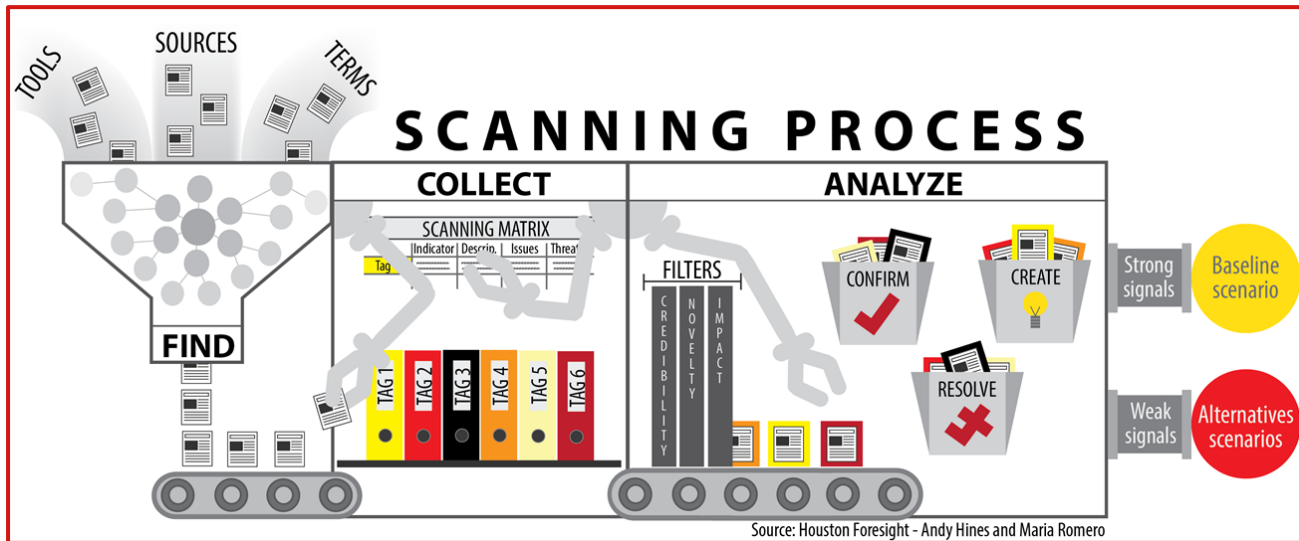 TOOLS
SOURCES
TERMS
SCANNING PROCESS
FIND
COLLECT
SCANNING MATRIX
Indicator Descrip. Issues Threat
Tag
TAG 1
TAG 2
TAG 3
TAG 4
TAG 5
TAG 6
ANALYZE
FILTERS
CREDIBILITY
NOVELTY
IMPACT
CONFIRM
CREATE
RESOLVE
Strong
signals
Baseline
scenario
Weak
signals
Alternatives
scenarios
Source: Houston Foresight - Andy Hines and Maria Romero